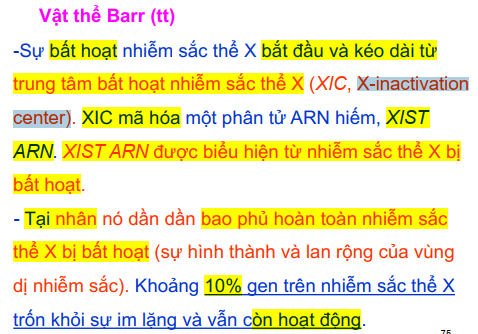 Vật thể Barr (tt)
-Sự bất hoạt nhiễm sắc thể X bắt đầu và kéo dài từ
trung tâm bất hoạt nhiễm sắc thể X (XIC, X-inactivation
center). XIC mã hóa một phân tử ARN hiếm, XIST
ARN. XIST ARN được biểu hiện từ nhiễm sắc thể X bị
bất hoạt.
- Tại nhân nó dần dần bao phủ hoàn toàn nhiễm sắc
thể X bị bất hoạt (sự hình thành và lan rộng của vùng
dị nhiễm sắc). Khoảng 10% gen trên nhiễm sắc thể X
trốn khỏi sự im lặng và vẫn còn hoạt động.
75